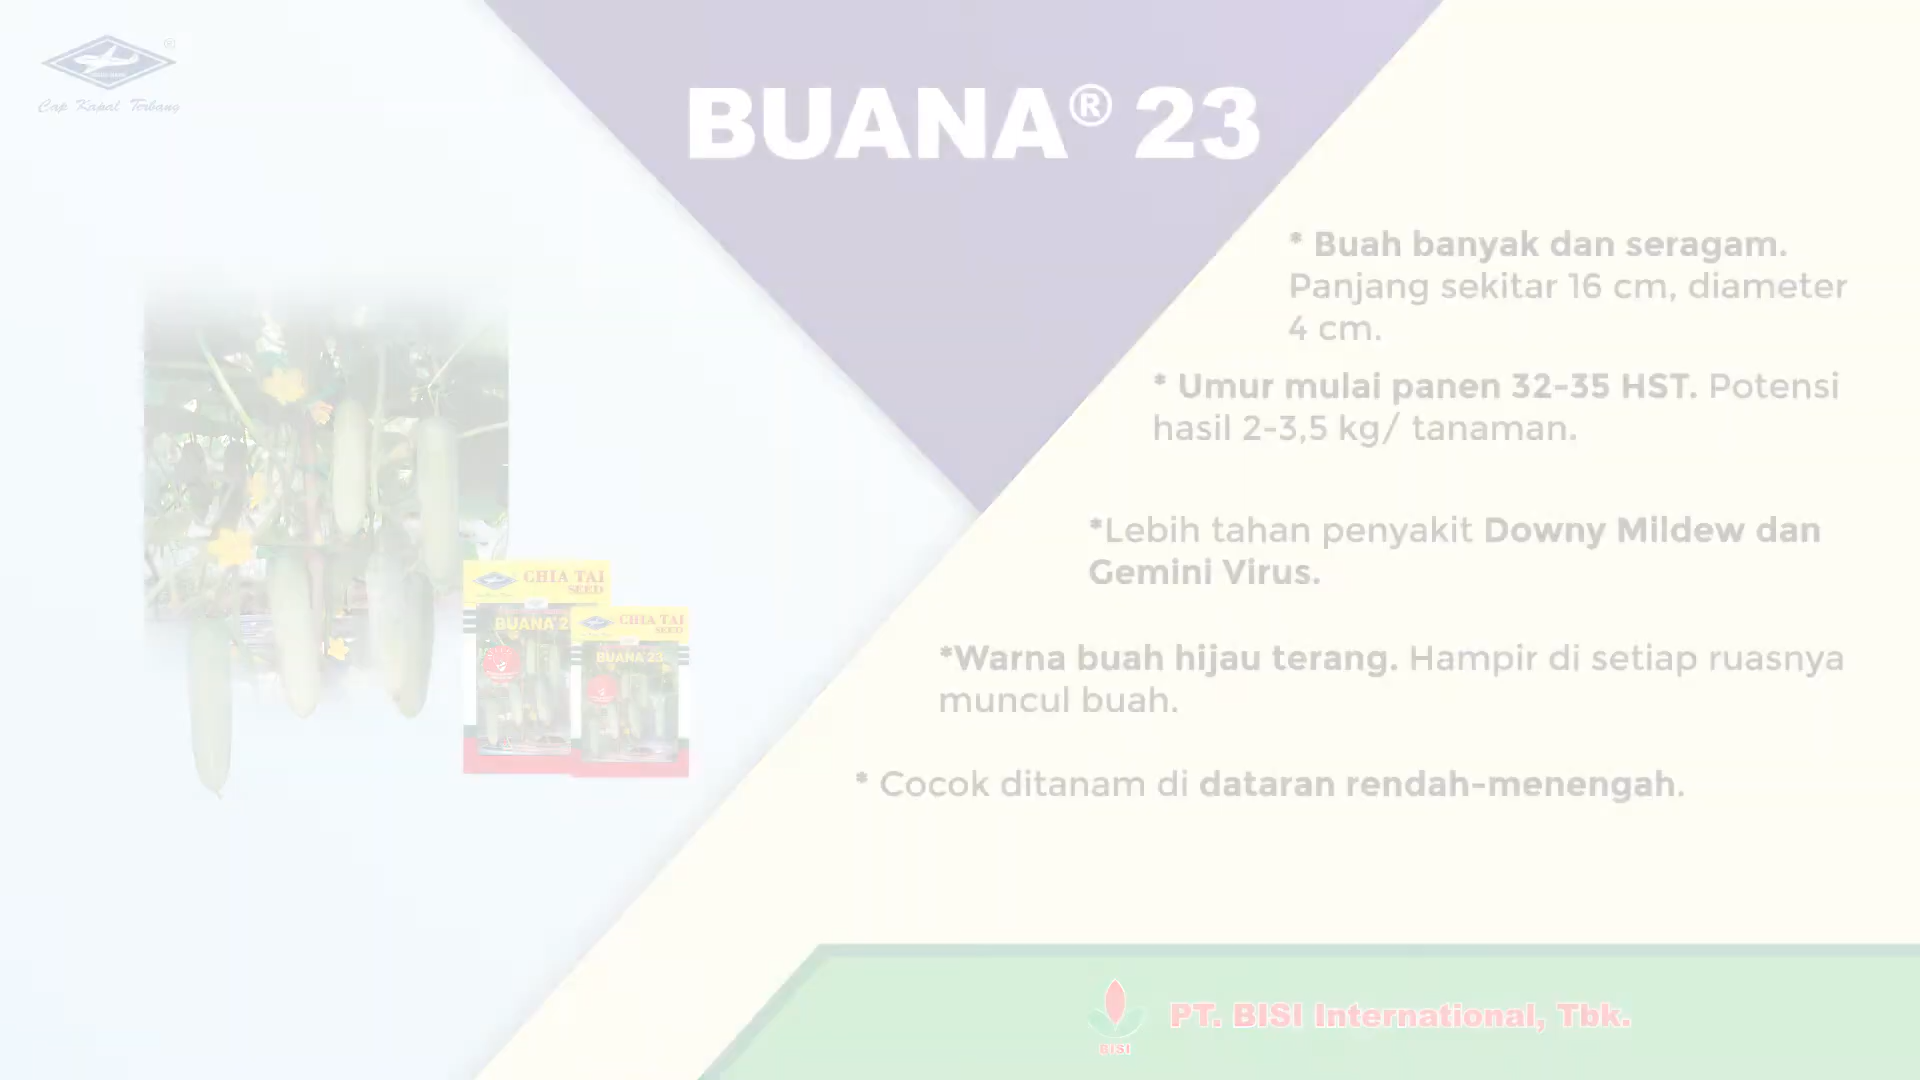 ®
Cap Kapal Terbang
BUANA® 23
* Buah banyak dan seragam.
Panjang sekitar 16 cm, diameter
4 cm.
* Umur mulai panen 32-35 HST. Potensi
hasil 2-3,5 kg/ tanaman.
*Lebih tahan penyakit Downy Mildew dan
Gemini Virus.
*Warna buah hijau terang. Hampir di setiap ruasnya
muncul buah.
* Cocok ditanam di dataran rendah-menengah.
CHIA TAI
SEED
BUANA 2
CHIA TAI
SEED
BUANA 23
BISI
PT. BISI International, Tbk.